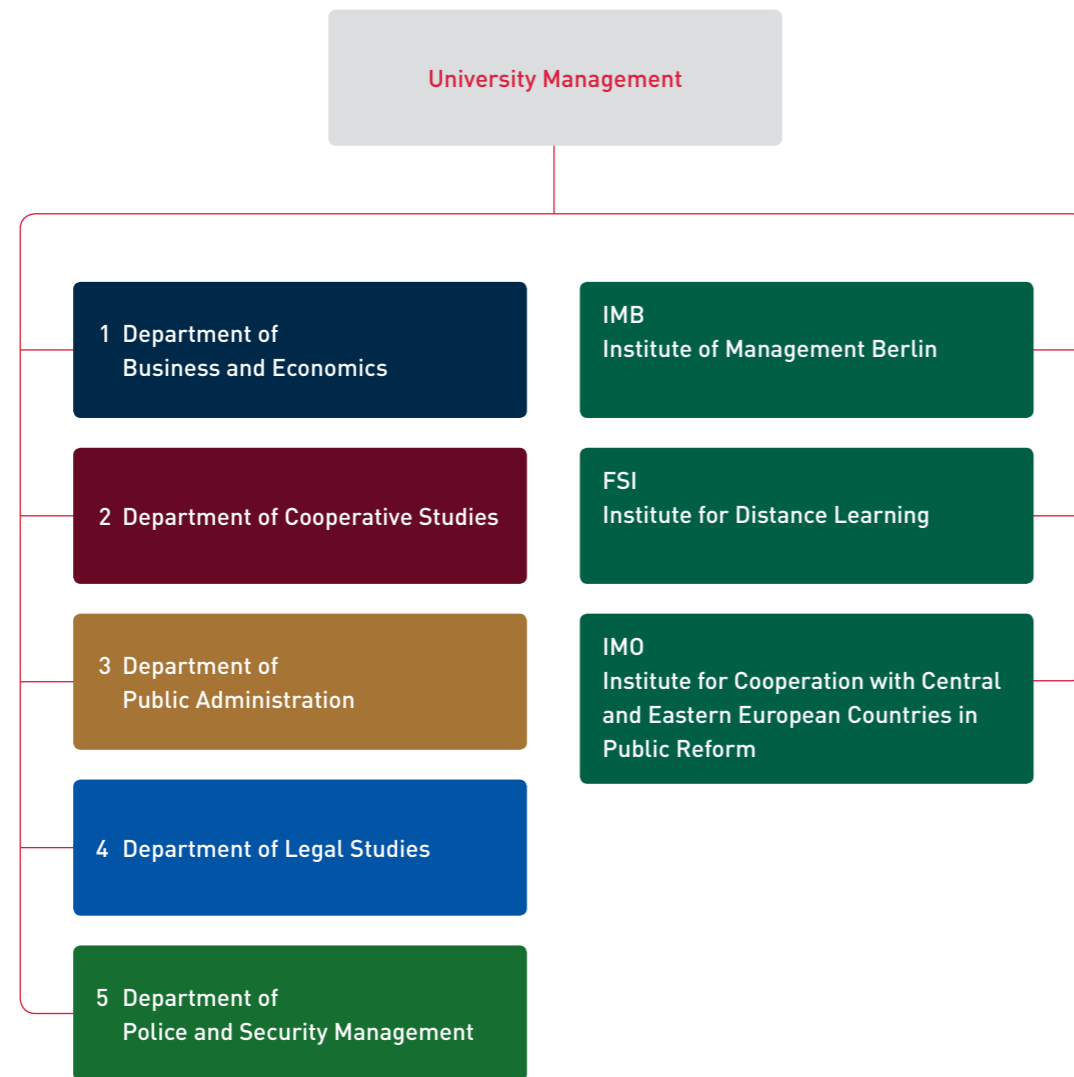 University Management
1 Department of
Business and Economics
2 Department of Cooperative Studies
3 Department of
Public Administration
4 Department of Legal Studies
5 Department of
Police and Security Management
IMB
Institute of Management Berlin
FSI
Institute for Distance Learning
IMO
Institute for Cooperation with Central
and Eastern European Countries in
Public Reform